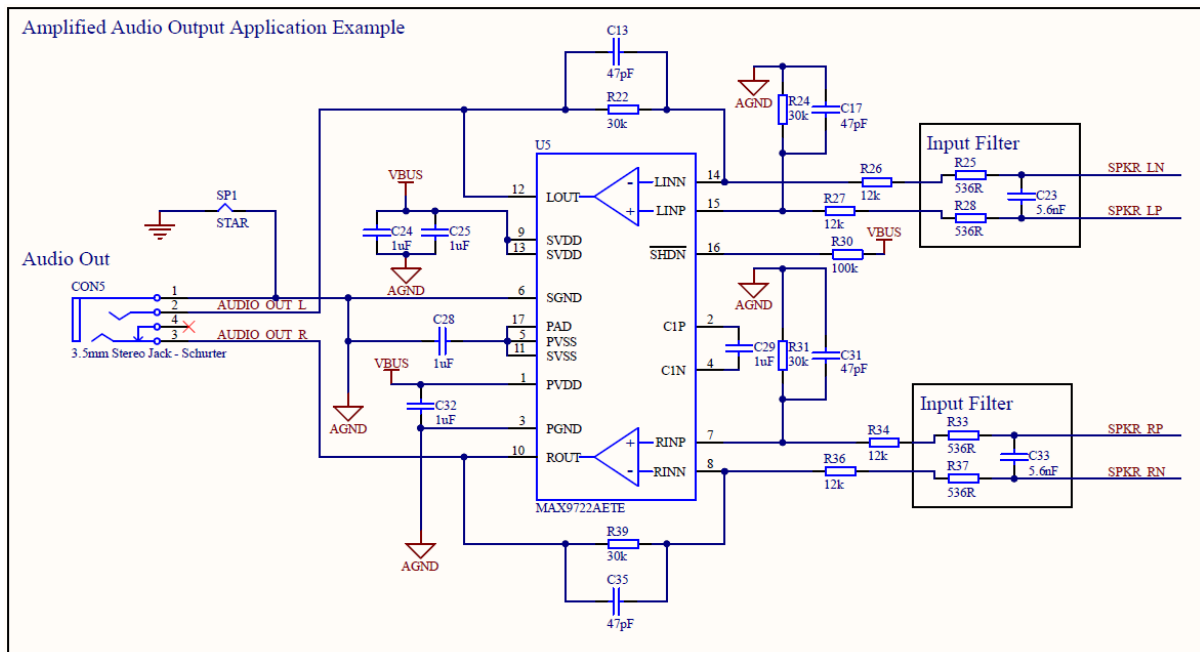 Amplified Audio Output Application Example
C13
47pF
R22
30k
AGND
R24
30k
C17
47pF
Input Filter
R25
536R
R28
536R
C23
5.6nF
SPKR_LN
SPKR_LP
R26
12k
R27
12k
R30
100k
VBUS
U5
LOUT
SVDD
SVDD
SGND
PAD
PVSS
SVSS
PVDD
PGND
ROUT
LINN
LINP
SHDN
C1P
C1N
RINP
RINN
12
9
13
6
17
5
11
1
3
10
14
15
16
2
4
7
8
MAX9722AETE
SP1
STAR
VBUS
C24
1uF
C25
1uF
AGND
Audio Out
CON5
1
2
4
3
AUDIO_OUT_L
AUDIO_OUT_R
3.5mm Stereo Jack - Schurter
C28
1uF
VBUS
C32
1uF
AGND
AGND
AGND
C29
1uF
R31
30k
C31
47pF
R34
12k
R36
12k
Input Filter
R33
536R
R37
536R
C33
5.6nF
SPKR_RP
SPKR_RN
R39
30k
C35
47pF